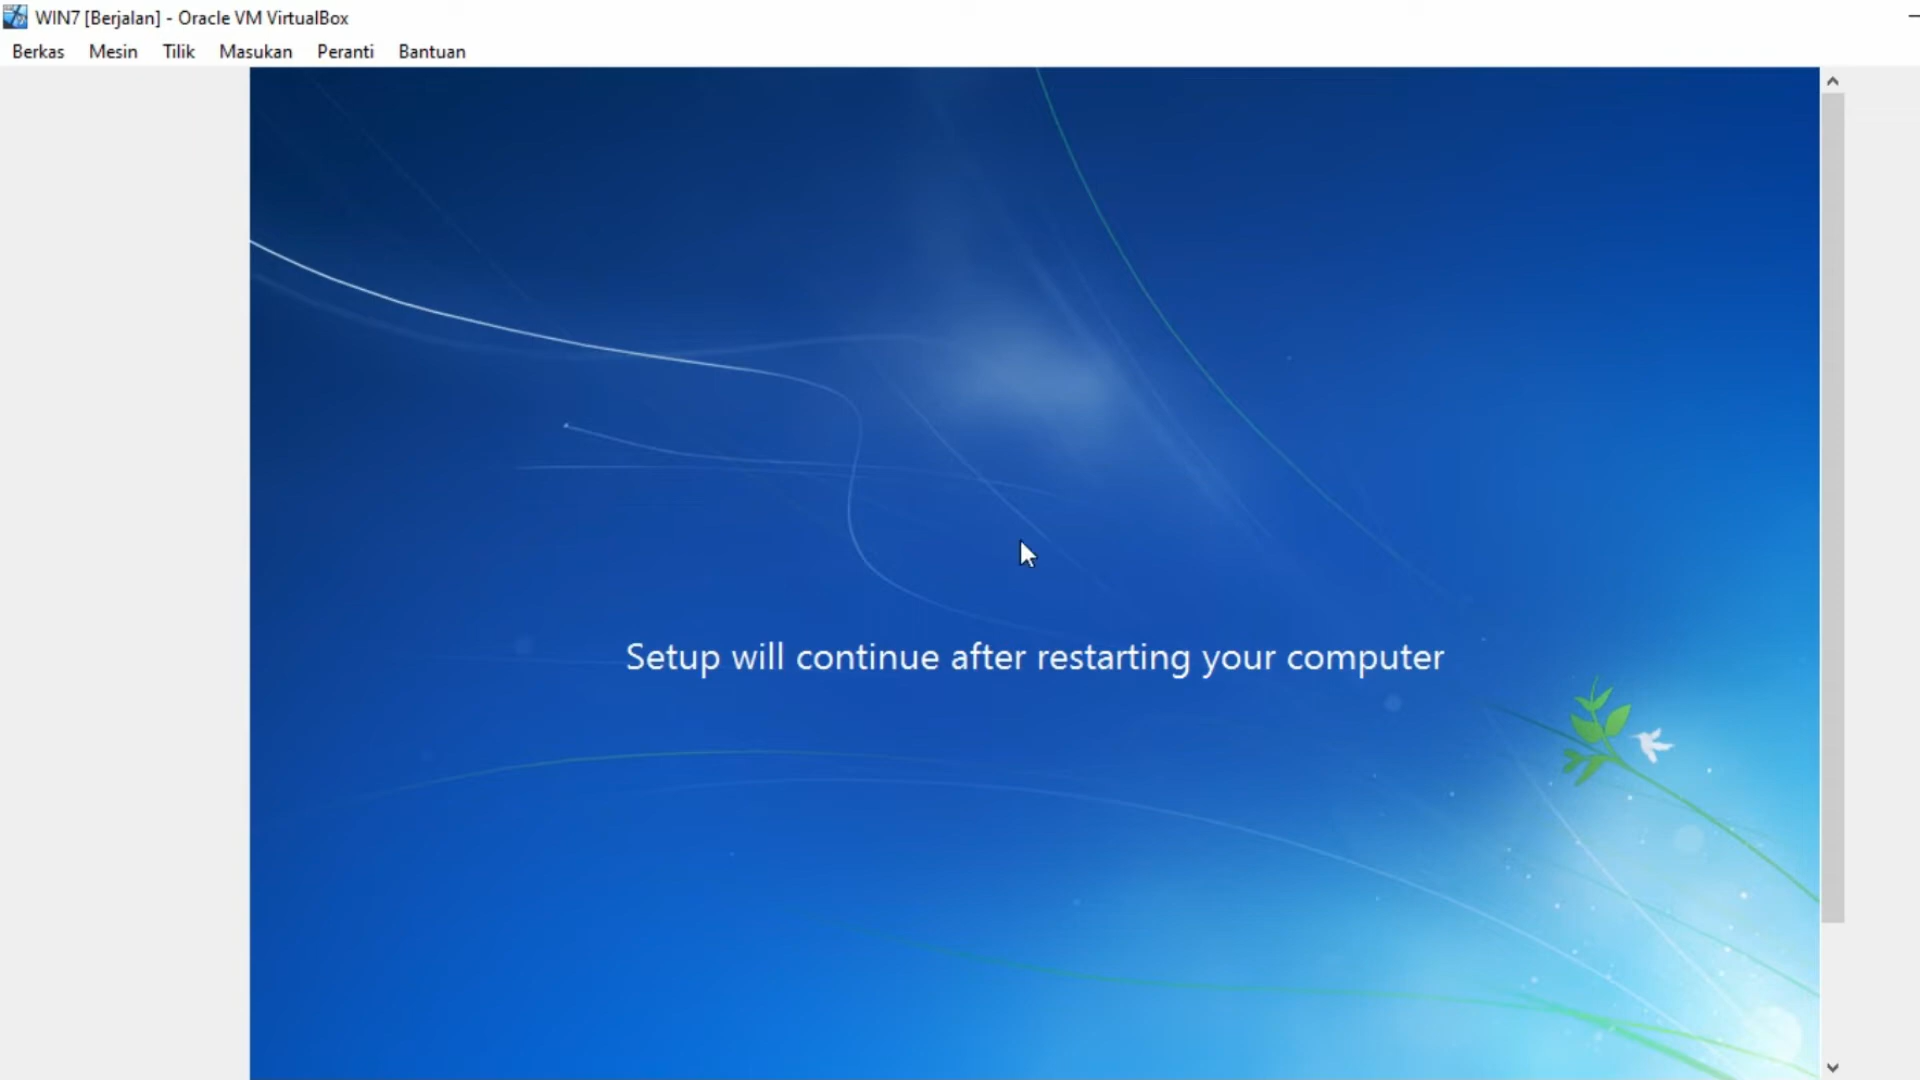 WIN7 [Berjalan] - Oracle VM VirtualBox
Berkas Mesin Tilik Masukan Peranti Bantuan
Setup will continue after restarting your computer